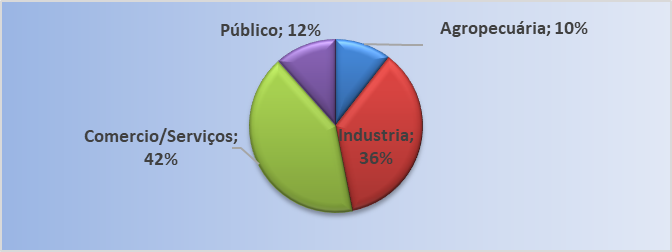 Público; 12%
Agropecuária; 10%
Comercio/Serviços;
42%
Industria;
36%